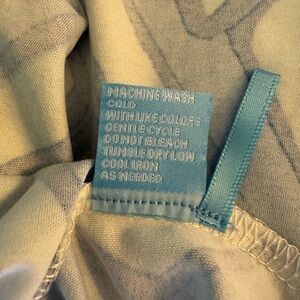 MACHINE WASH
COLD
WITH LIKE COLORS
GENTLE CYCLE
DO NOT BLEACH
TUMBLE DRY LOW
COOL IRON
AS NEEDED